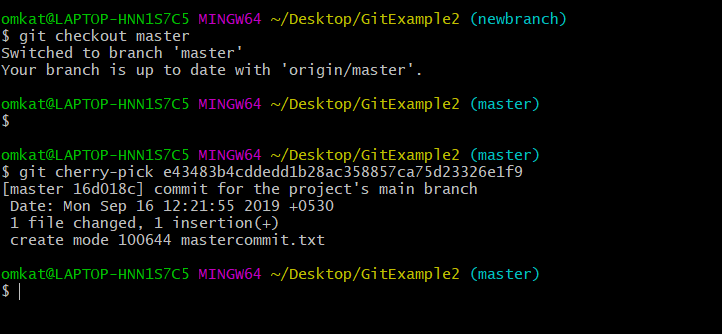 omkat@LAPTOP-HNN1S7C5 MINGW64 ~/Desktop/GitExample2 (newbranch)
$ git checkout master
Switched to branch 'master'
Your branch is up to date with 'origin/master'.
omkat@LAPTOP-HNN1S7C5 MINGW64 ~/Desktop/GitExample2 (master)
$
omkat@LAPTOP-HNN1S7C5 MINGW64 ~/Desktop/GitExample2 (master)
$ git cherry-pick e43483b4cddedd1b28ac358857ca75d23326e1f9
[master 16d018c] commit for the project's main branch
Date: Mon Sep 16 12:21:55 2019 +0530
1 file changed, 1 insertion(+)
create mode 100644 mastercommit.txt
omkat@LAPTOP-HNN1S7C5 MINGW64 ~/Desktop/GitExample2 (master)
$